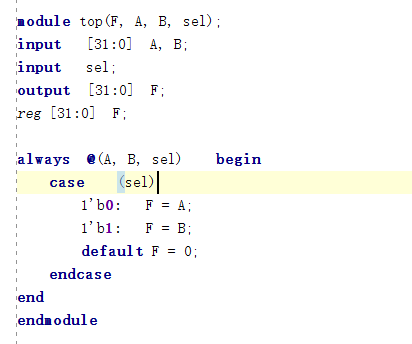 module top(F, A, B, sel);
input [31:0] A, B;
input sel;
output [31:0] F;
reg [31:0] F;
always @(A, B, sel) begin
case (sel)
1'b0: F = A;
1'b1: F = B;
default F = 0;
endcase
end
endmodule